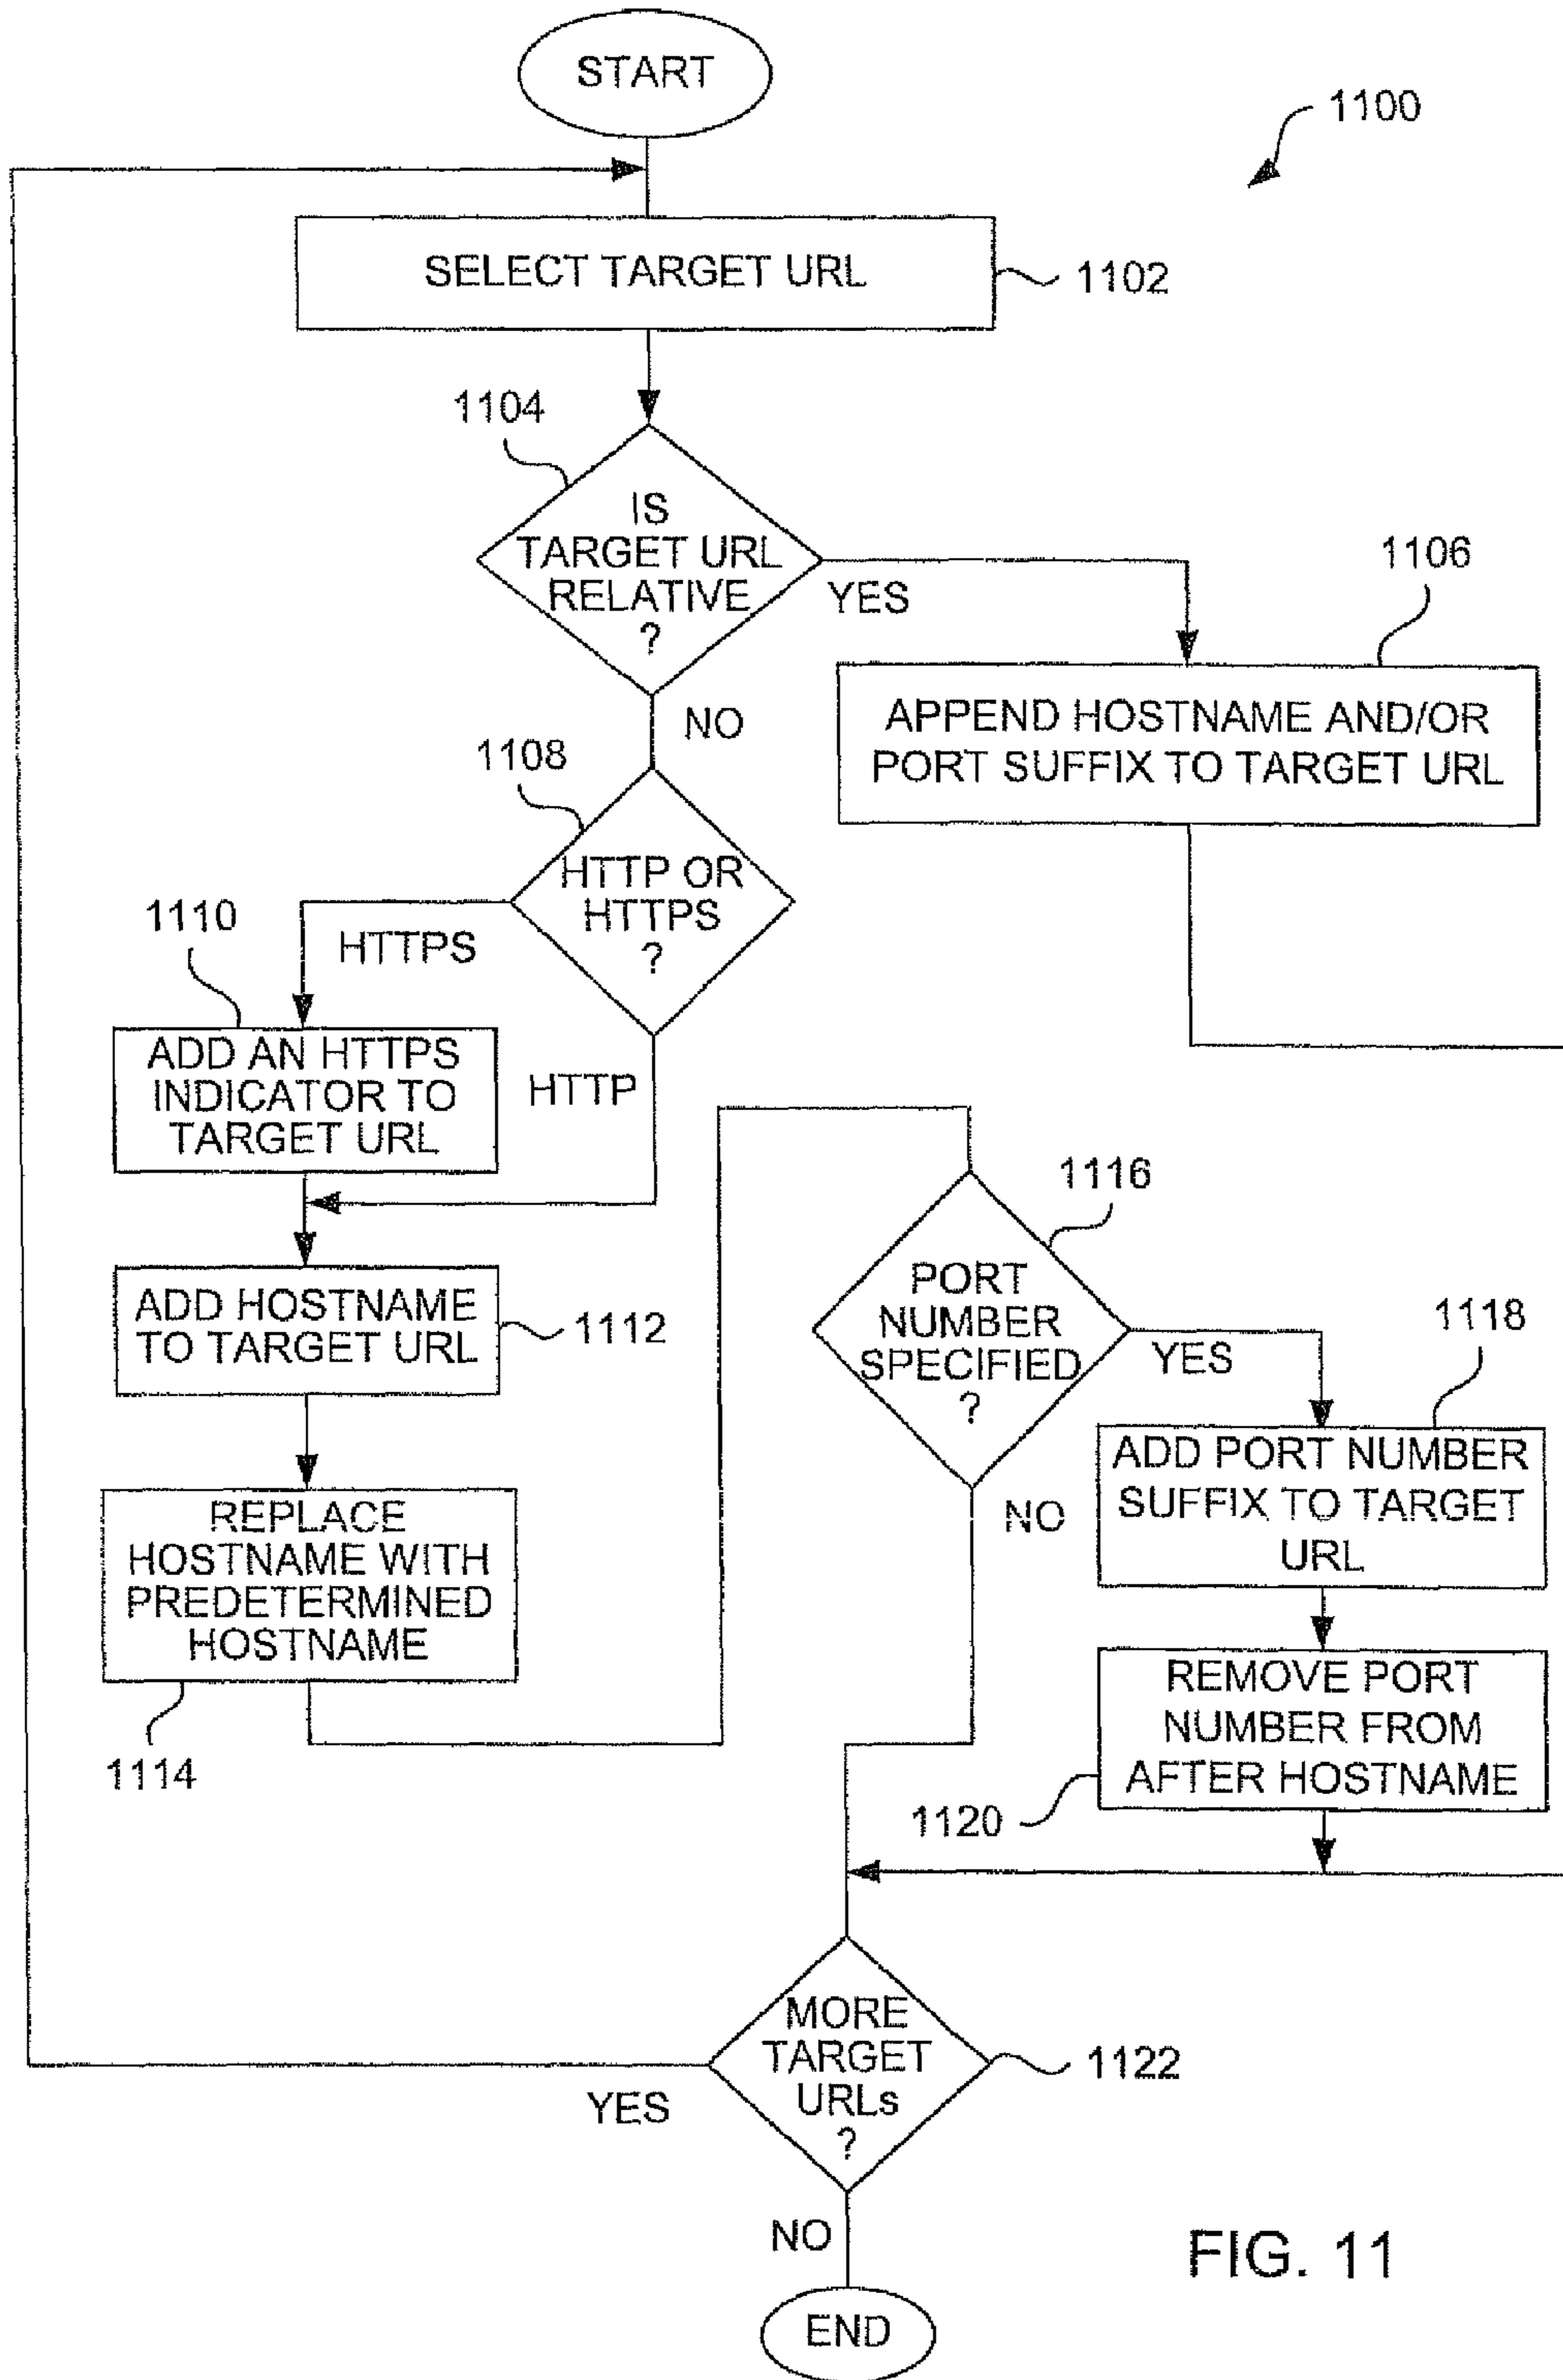 START
1100
SELECT TARGET URL
1102
1104
IS
TARGET URL
RELATIVE
?
YES
1106
APPEND HOSTNAME AND/OR
PORT SUFFIX TO TARGET URL
NO
1108
HTTP OR
HTTPS
?
1110
HTTPS
ADD AN HTTPS
INDICATOR TO
TARGET URL
HTTP
ADD HOSTNAME
TO TARGET URL
1112
REPLACE
HOSTNAME WITH
PREDETERMINED
HOSTNAME
1114
1116
PORT
NUMBER
SPECIFIED
?
YES
1118
NO
ADD PORT NUMBER
SUFFIX TO TARGET
URL
REMOVE PORT
NUMBER FROM
AFTER HOSTNAME
1120
MORE
TARGET
URLs
?
1122
YES
NO
END
FIG. 11